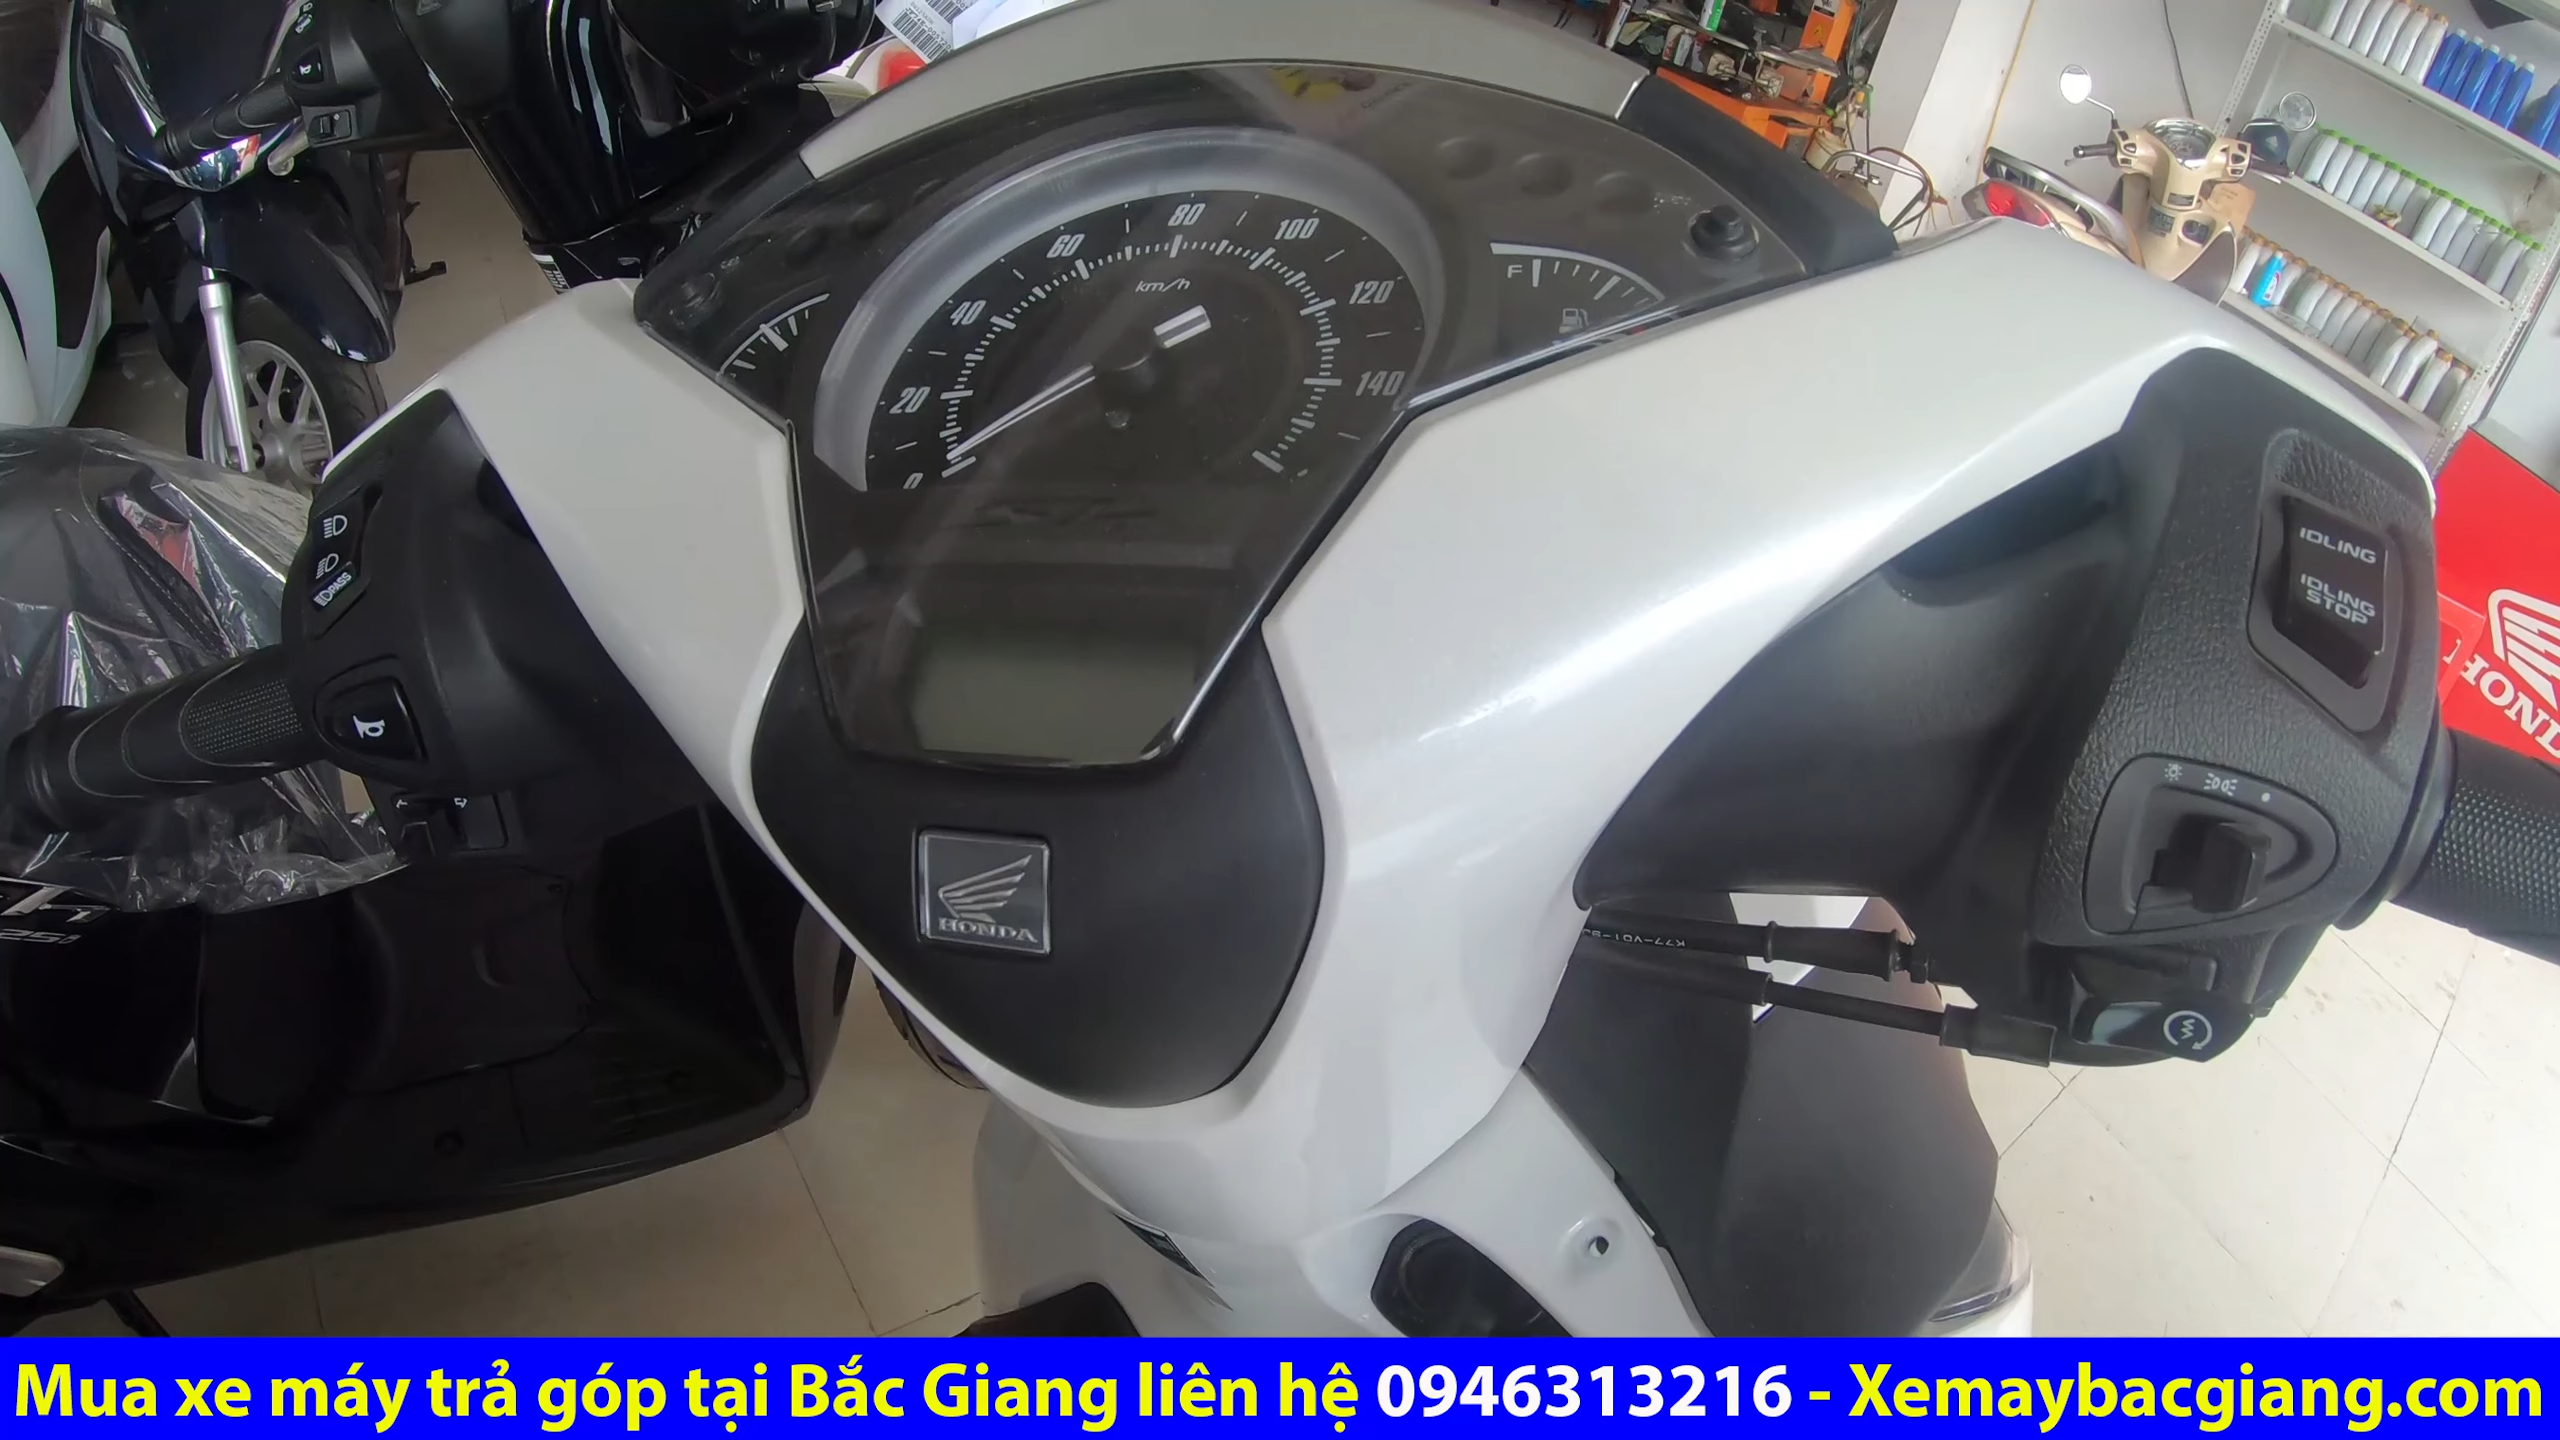 80
60
100
km/h
40
120
20
140
0
F
PASS
IDLING
IDLING
STOP
HONDA
HONDA
Mua xe máy trả góp tại Bắc Giang liên hệ 0946313216 - Xemaybacgiang.com